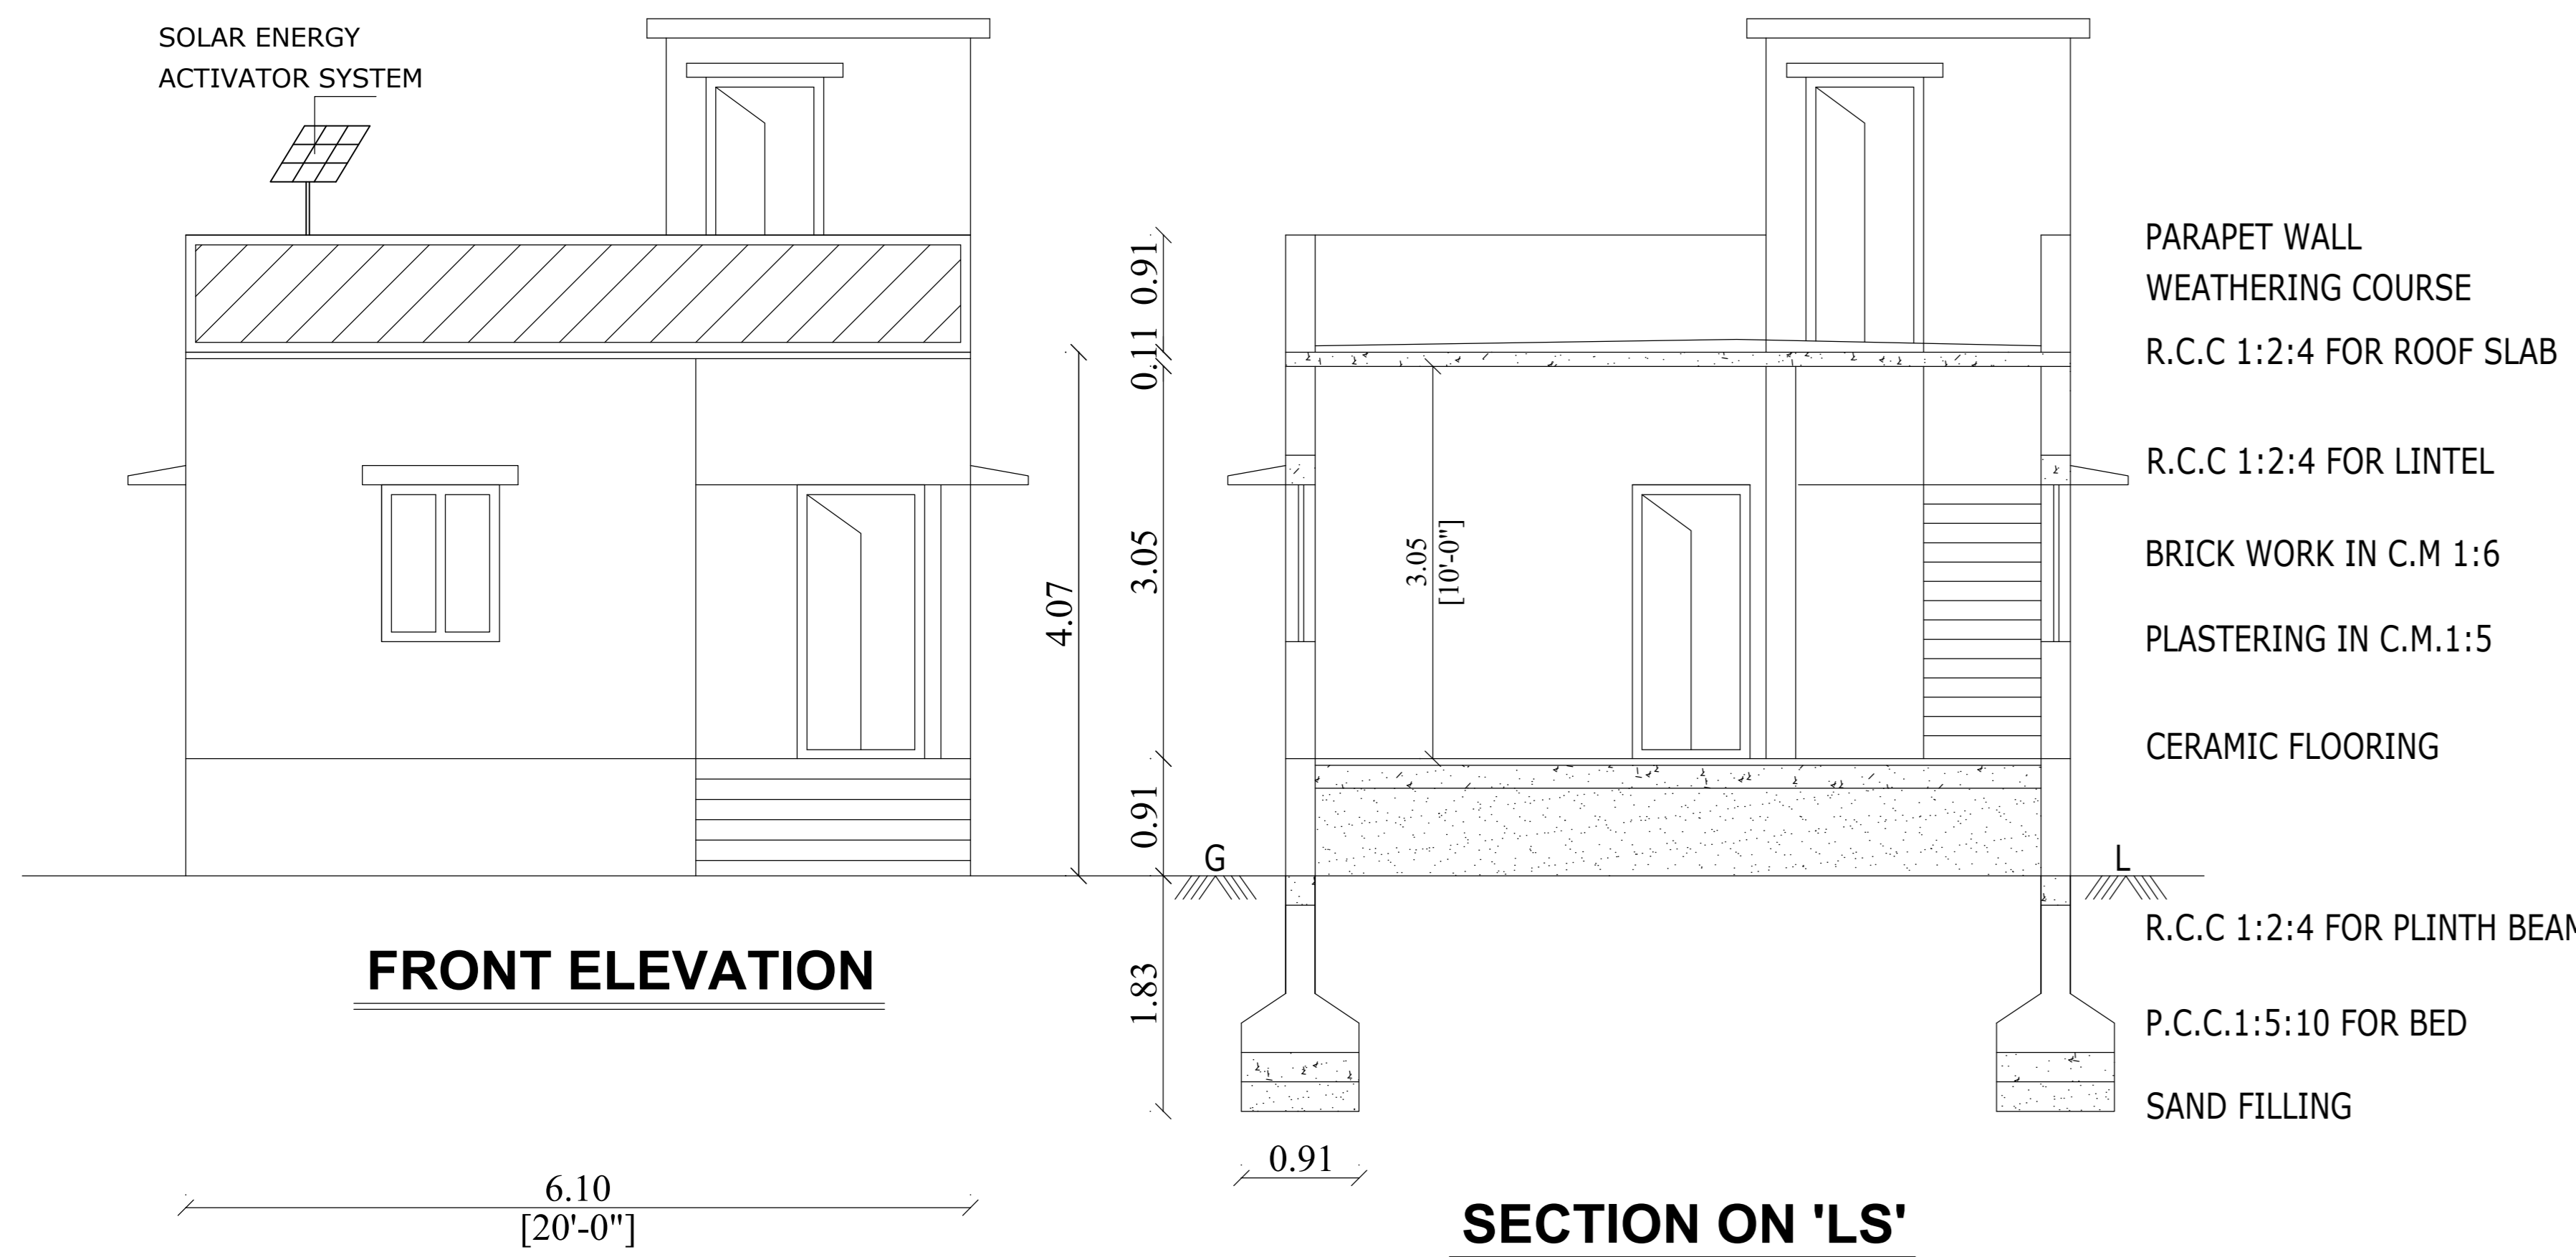 SOLAR ENERGY
ACTIVATOR SYSTEM
4.07
0.91
0.11
3.05
0.91
1.83
3.05
[10'-0"]
G
L
0.91
6.10
[20'-0"]
FRONT ELEVATION
SECTION ON 'LS'
PARAPET WALL
WEATHERING COURSE
R.C.C 1:2:4 FOR ROOF SLAB
R.C.C 1:2:4 FOR LINTEL
BRICK WORK IN C.M 1:6
PLASTERING IN C.M.1:5
CERAMIC FLOORING
R.C.C 1:2:4 FOR PLINTH BEAM
P.C.C.1:5:10 FOR BED
SAND FILLING